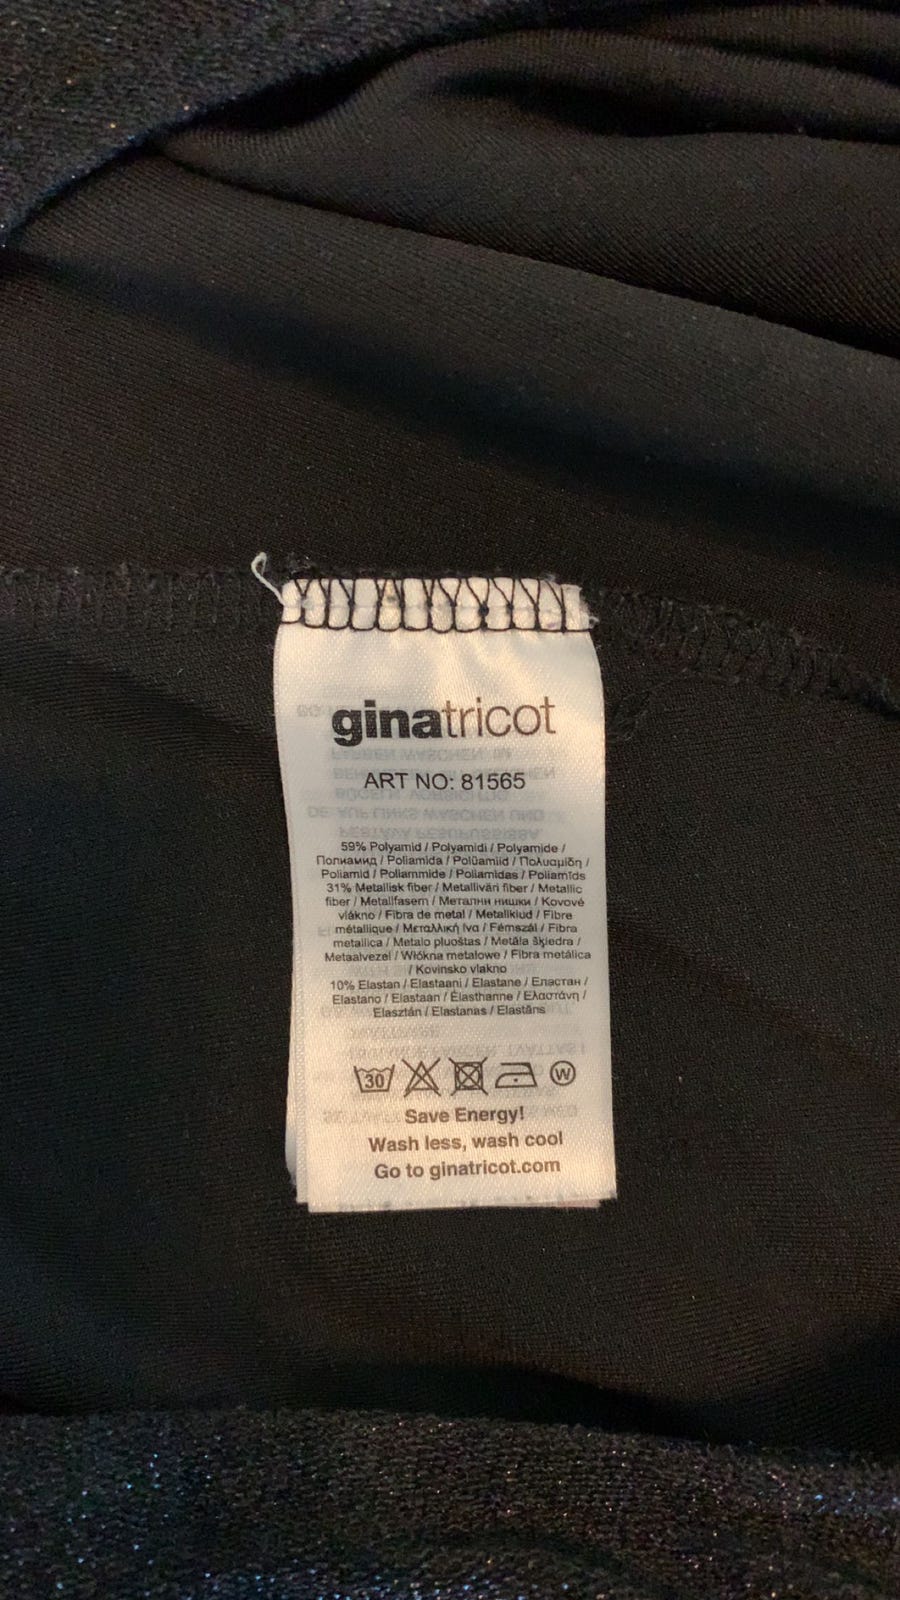 ginatricot
ART NO: 81565
59% Polyamid / Polyamidi / Polyamide /
Полиамид / Poliamida / Polüamiid / Πολυαμίδη /
Poliamid / Poliammide / Poliamidas / Poliamīds
31% Metallisk fiber / Metalliväri fiber / Metallic
fiber / Metallfasern / Метални нишки / Kovové
vlákno / Fibra de metal / Metallkiud / Fibre
métallique / Μεταλλική ίνα / Fémszál / Fibra
metallica / Metalo pluoštas / Metāla šķiedra /
Metaalvezel / Włókna metalowe / Fibra metálica
/ Kovinsko vlakno
10% Elastan / Elastaani / Elastane / Еластан /
Elastano / Elastaan / Élasthanne / Ελαστάνη /
Elasztán / Elastanas / Elastāns
30
W
Save Energy!
Wash less, wash cool
Go to ginatricot.com